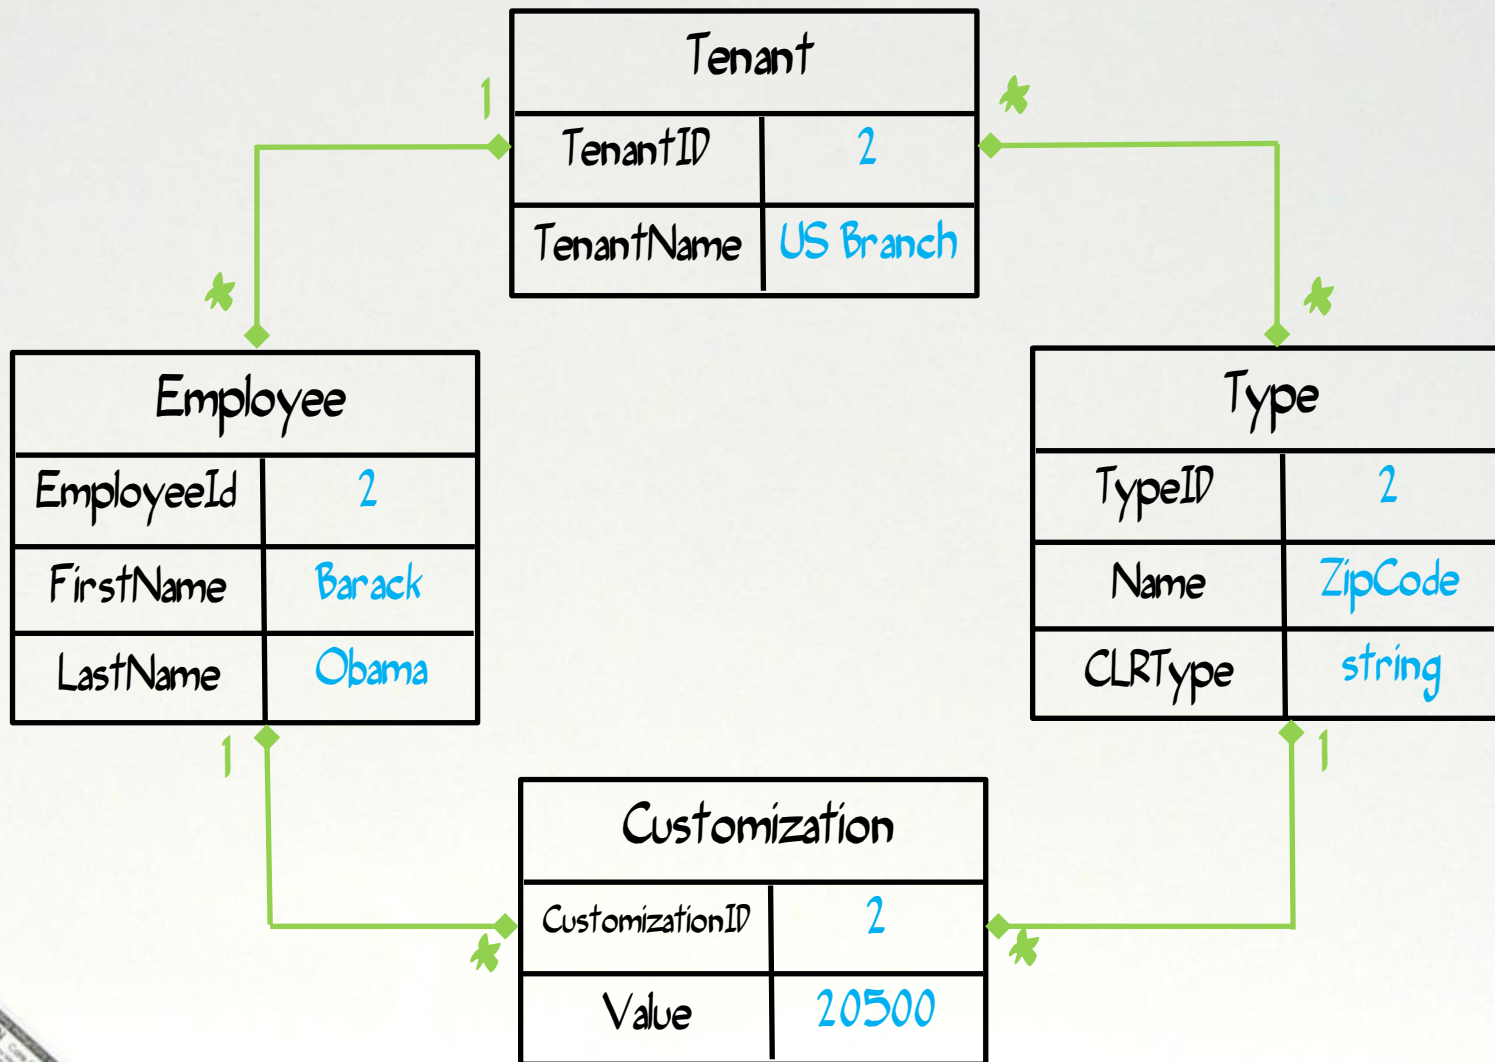 Tenant
1
*
TenantID 2
TenantName US Branch
*
*
Employee
EmployeeId 2
FirstName Barack
LastName Obama
Type
TypeID 2
Name ZipCode
CLRType string
1
1
Customization
CustomizationID 2
*
*
Value 20500